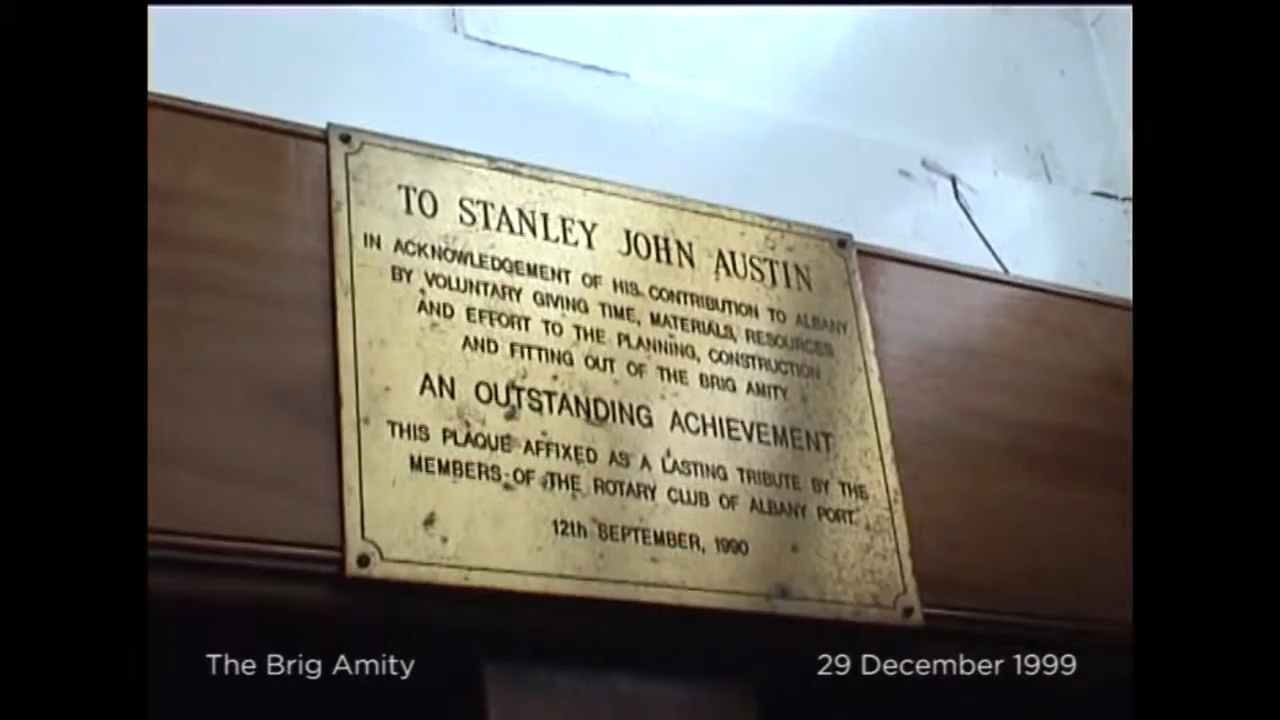 TO STANLEY JOHN AUSTIN
IN ACKNOWLEDGEMENT OF HIS CONTRIBUTION TO ALBANY
BY VOLUNTARY GIVING TIME, MATERIALS, RESOURCES
AND EFFORT TO THE PLANNING, CONSTRUCTION
AND FITTING OUT OF THE BRIG AMITY
AN OUTSTANDING ACHIEVEMENT
THIS PLAQUE AFFIXED AS A LASTING TRIBUTE BY THE
MEMBERS OF THE ROTARY CLUB OF ALBANY PORT
12th SEPTEMBER, 1990
The Brig Amity
29 December 1999